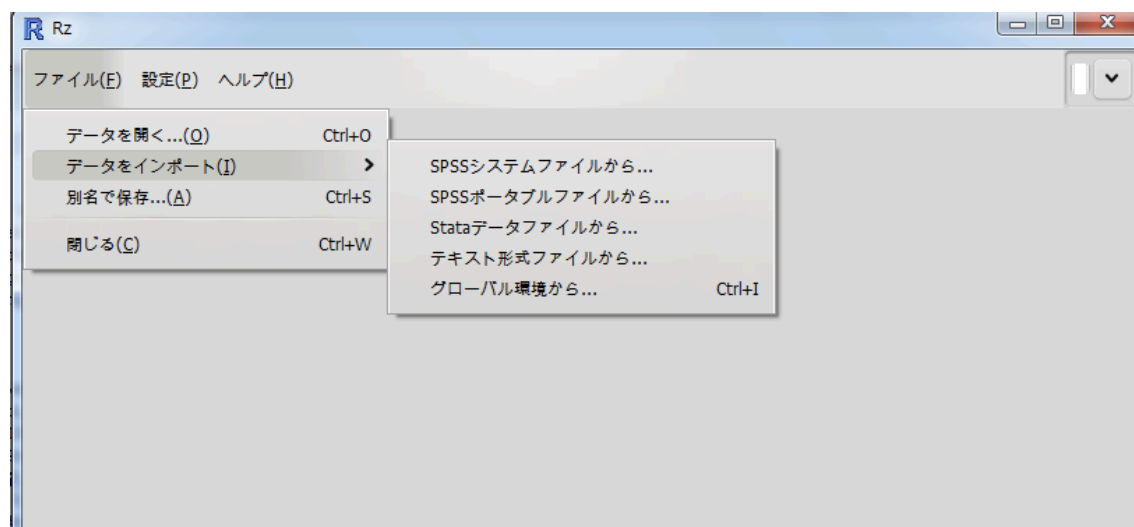 Rz
ファイル(F) 設定(P) ヘルプ(H)
データを開く...(O) Ctrl+O
データをインポート(I)
別名で保存...(A) Ctrl+S
閉じる(C) Ctrl+W
SPSSシステムファイルから...
SPSSポータブルファイルから...
Stataデータファイルから...
テキスト形式ファイルから...
グローバル環境から... Ctrl+I